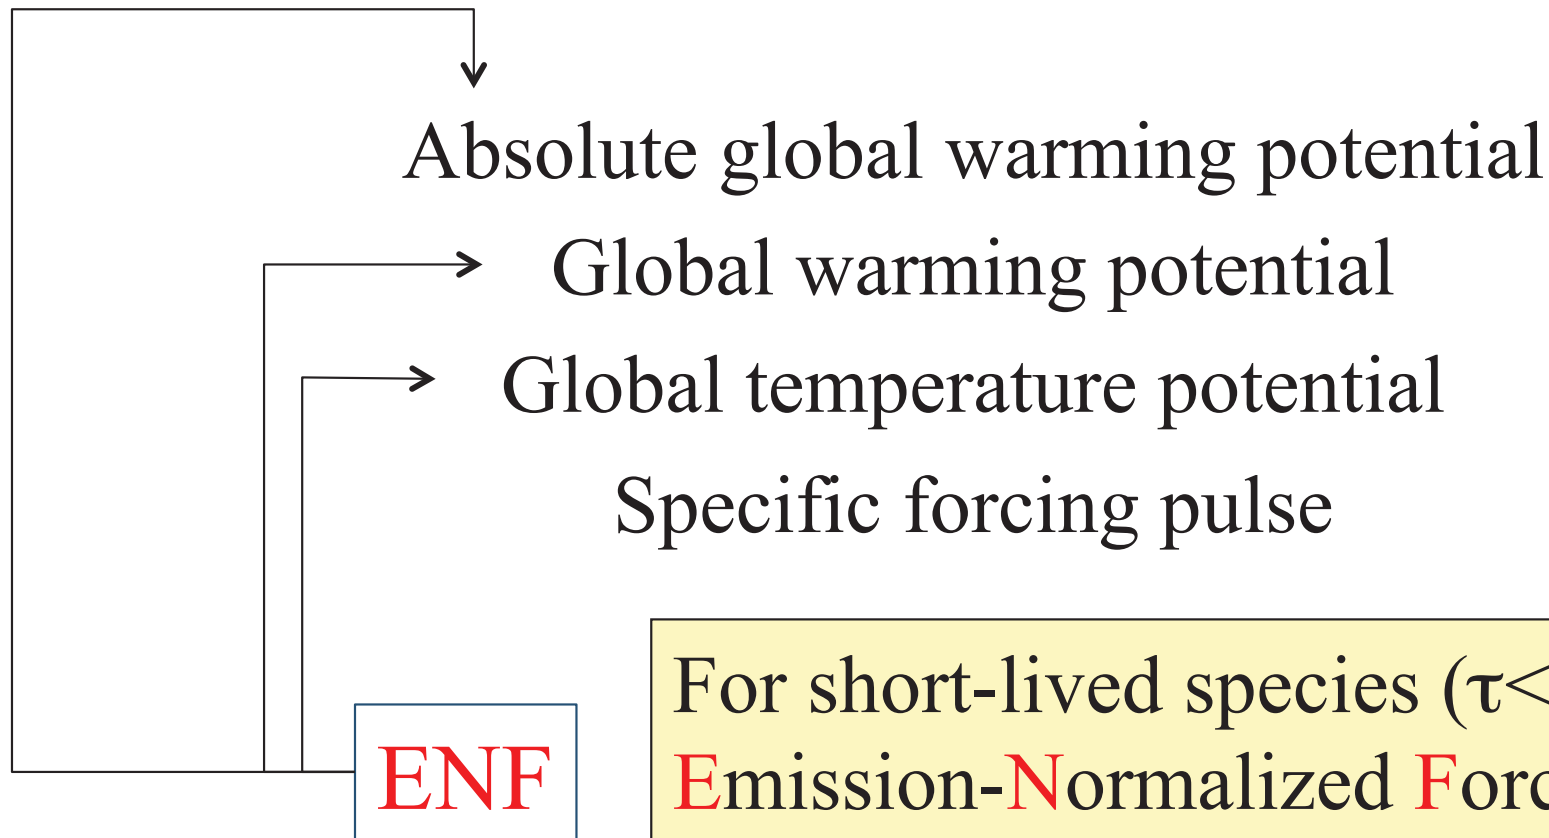 Absolute global warming potential
Global warming potential
Global temperature potential
Specific forcing pulse
For short-lived species (τ<
ENF
Emission-Normalized Forc